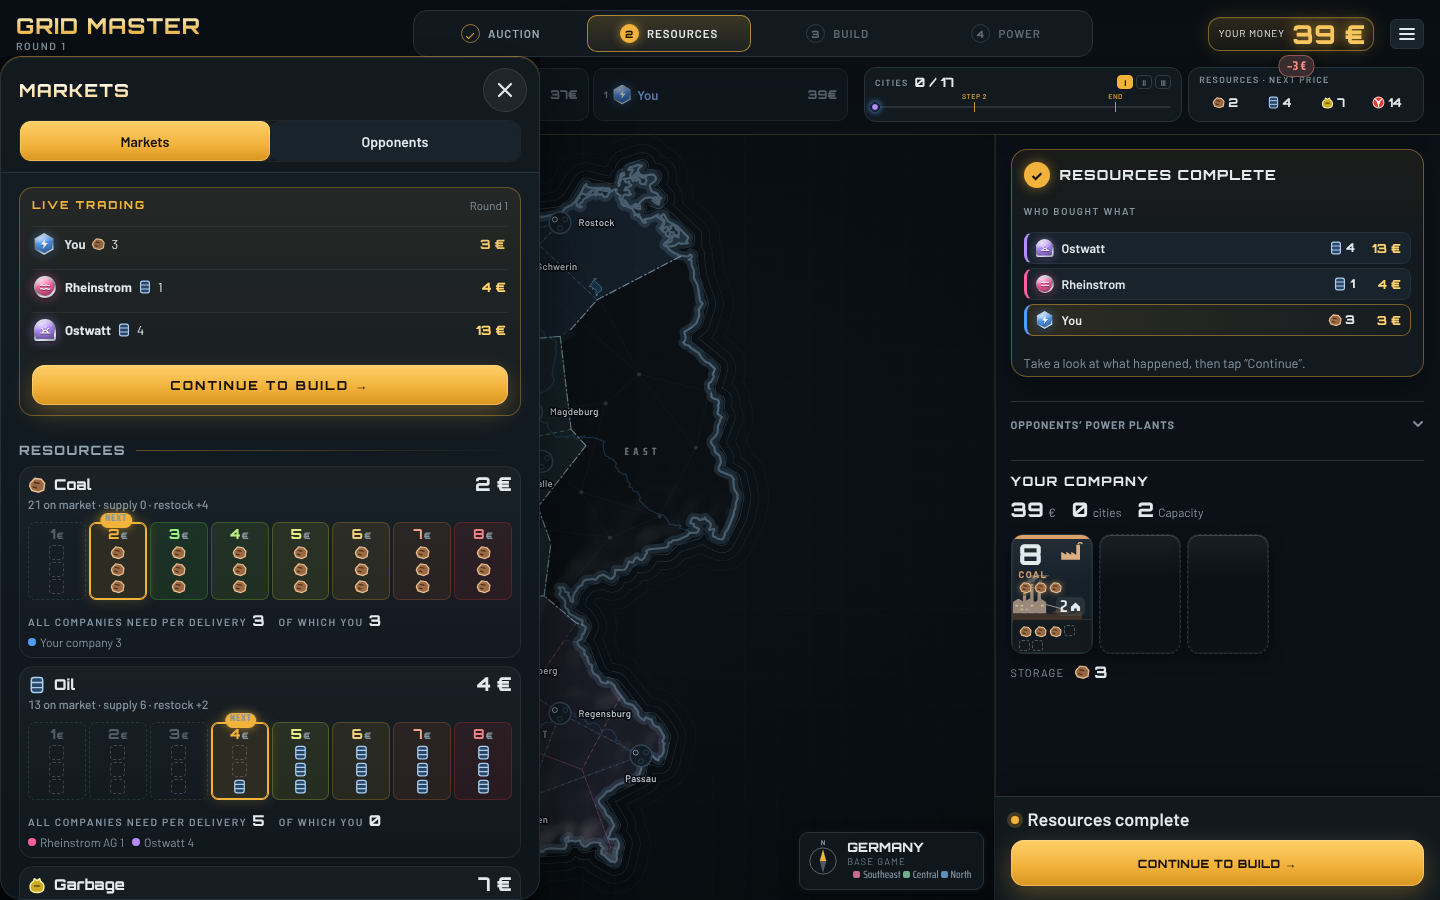 GRID MASTER
ROUND 1
AUCTION
2 RESOURCES
3 BUILD
4 POWER
YOUR MONEY 39 €
-3 €
MARKETS
37€
1 You 39€
CITIES 0 / 17
I II III
STEP 2
END
RESOURCES · NEXT PRICE
2 4 7 14
Markets
Opponents
LIVE TRADING
Round 1
You 3 3 €
Rheinstrom 1 4 €
Ostwatt 4 13 €
CONTINUE TO BUILD →
RESOURCES
Coal 2 €
21 on market · supply 0 · restock +4
NEXT
1€ 2€ 3€ 4€ 5€ 6€ 7€ 8€
ALL COMPANIES NEED PER DELIVERY 3 OF WHICH YOU 3
Your company 3
Oil 4 €
13 on market · supply 6 · restock +2
NEXT
1€ 2€ 3€ 4€ 5€ 6€ 7€ 8€
ALL COMPANIES NEED PER DELIVERY 5 OF WHICH YOU 0
Rheinstrom AG 1 Ostwatt 4
Garbage 7 €
Rostock
Schwerin
Magdeburg
EAST
alle
berg
Regensburg
T
Passau
en
N
GERMANY
BASE GAME
Southeast Central North
RESOURCES COMPLETE
WHO BOUGHT WHAT
Ostwatt 4 13 €
Rheinstrom 1 4 €
You 3 3 €
Take a look at what happened, then tap “Continue”.
OPPONENTS’ POWER PLANTS
YOUR COMPANY
39 € 0 cities 2 Capacity
8
COAL
2
STORAGE 3
Resources complete
CONTINUE TO BUILD →